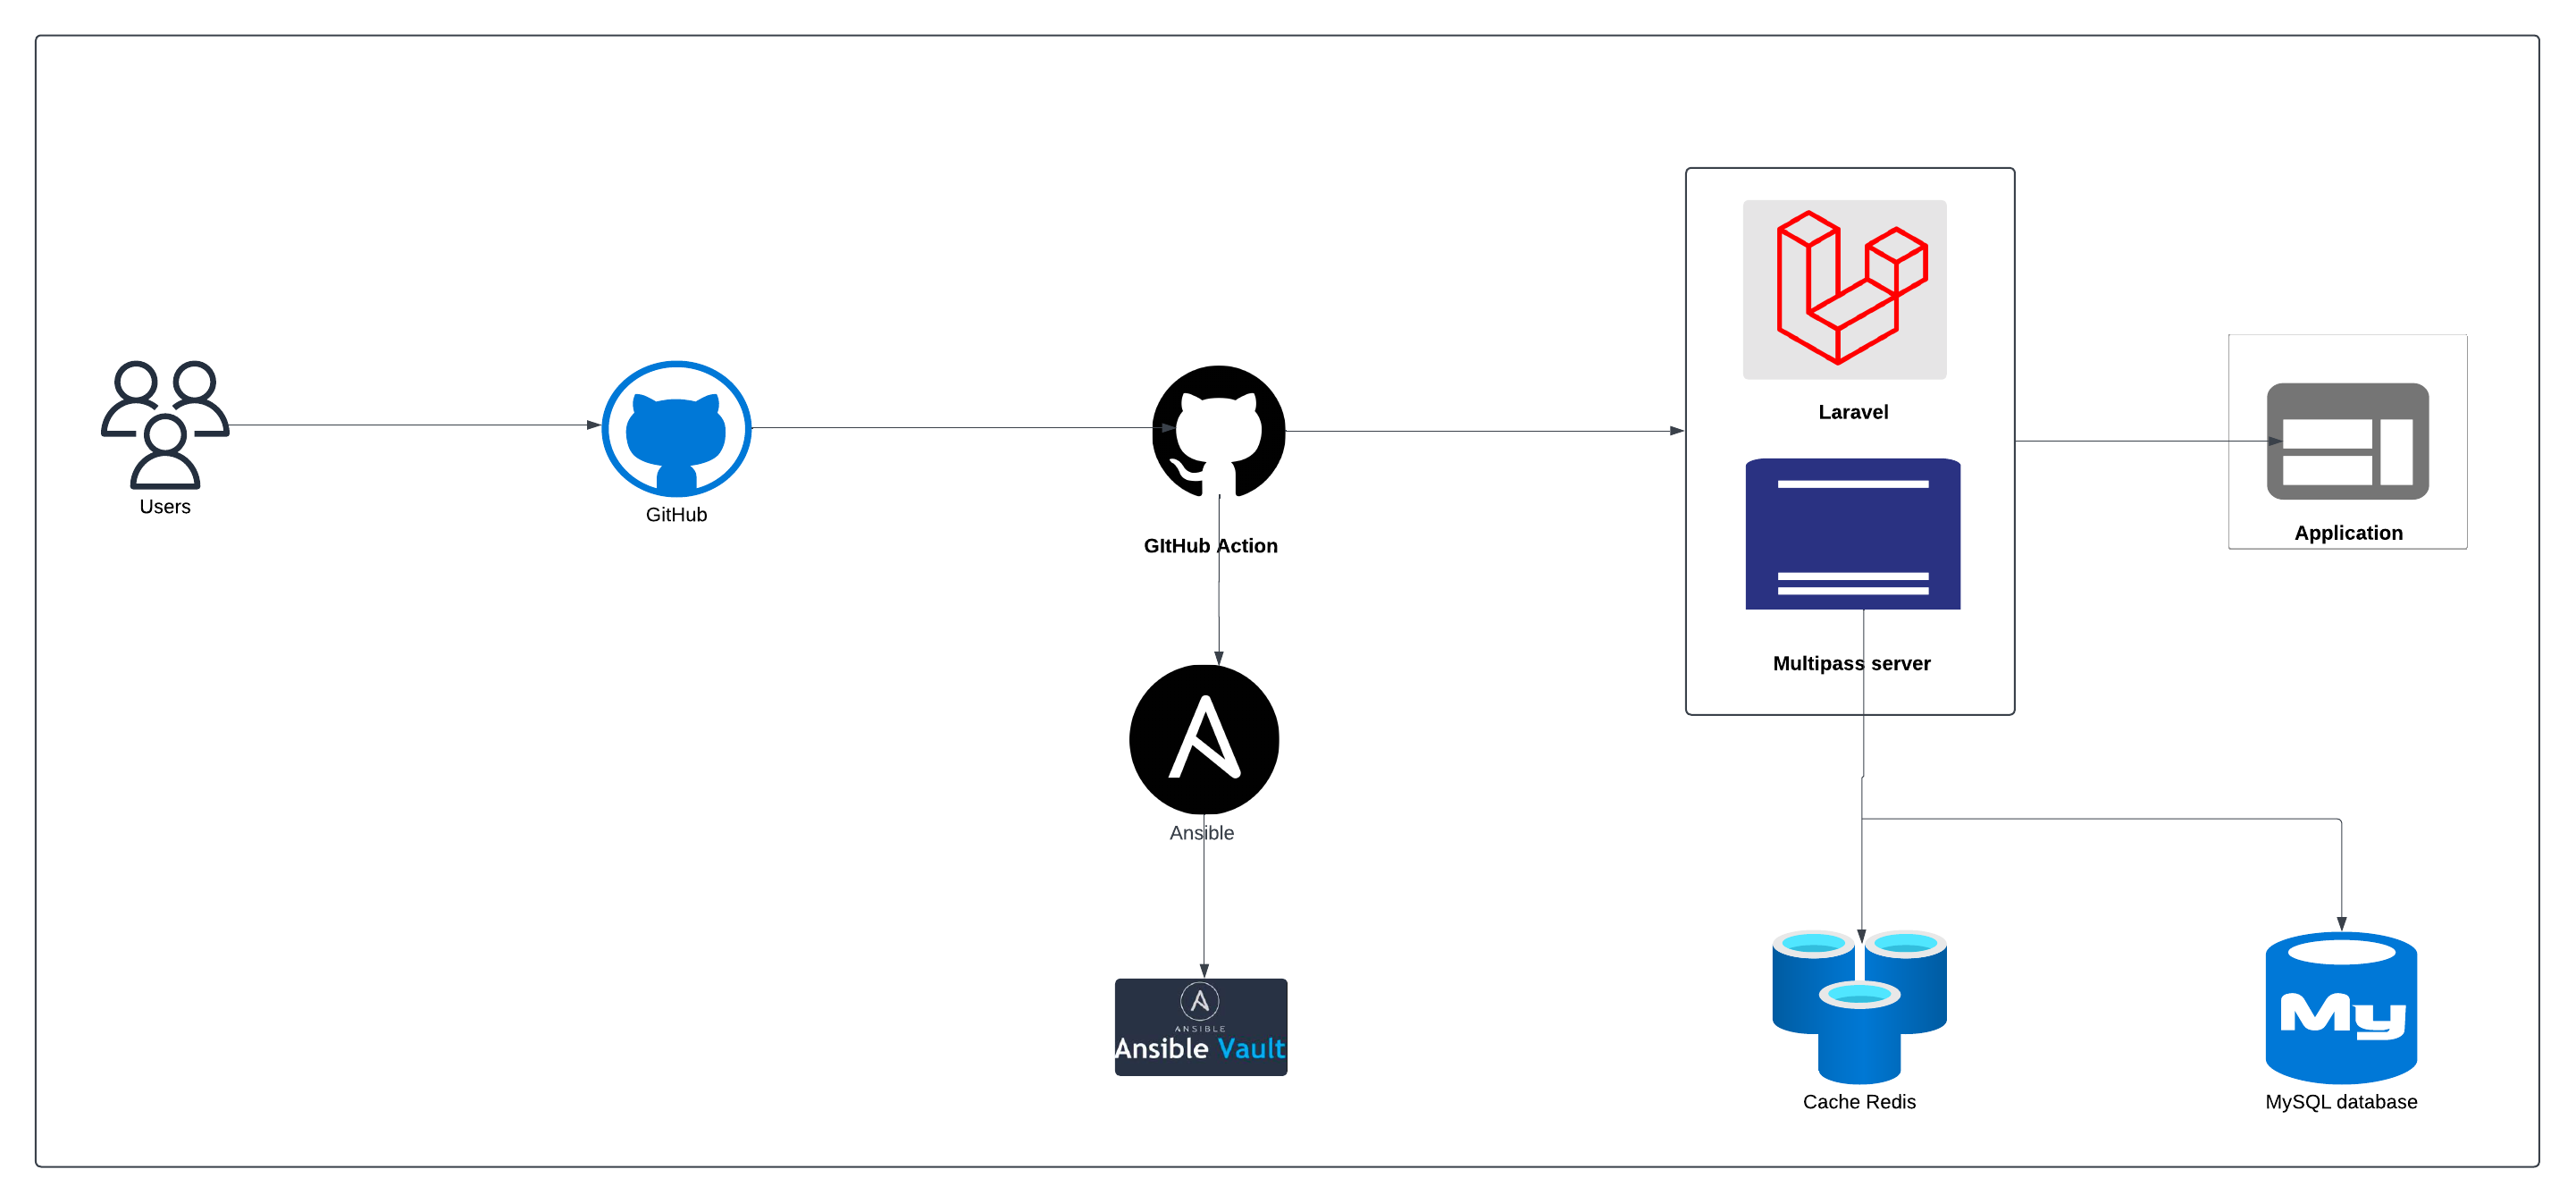 Laravel
Users
GitHub
GItHub Action
Application
Multipass server
Ansible
ANSIBLE
Ansible Vault
My
Cache Redis
MySQL database